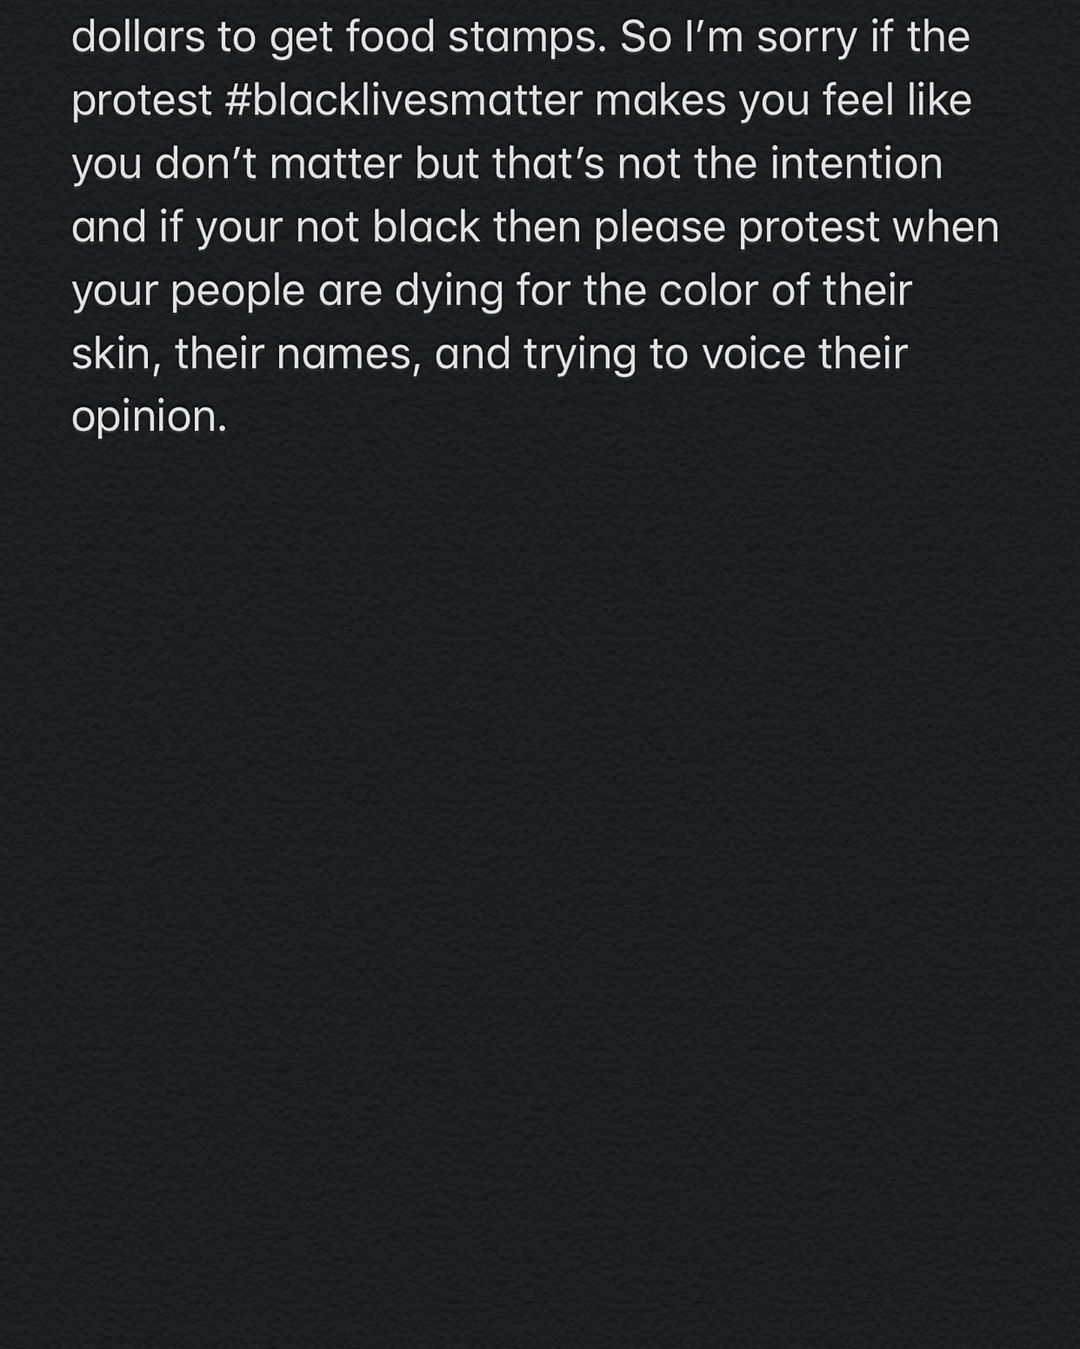 dollars to get food stamps. So I’m sorry if the
protest #blacklivesmatter makes you feel like
you don’t matter but that’s not the intention
and if your not black then please protest when
your people are dying for the color of their
skin, their names, and trying to voice their
opinion.